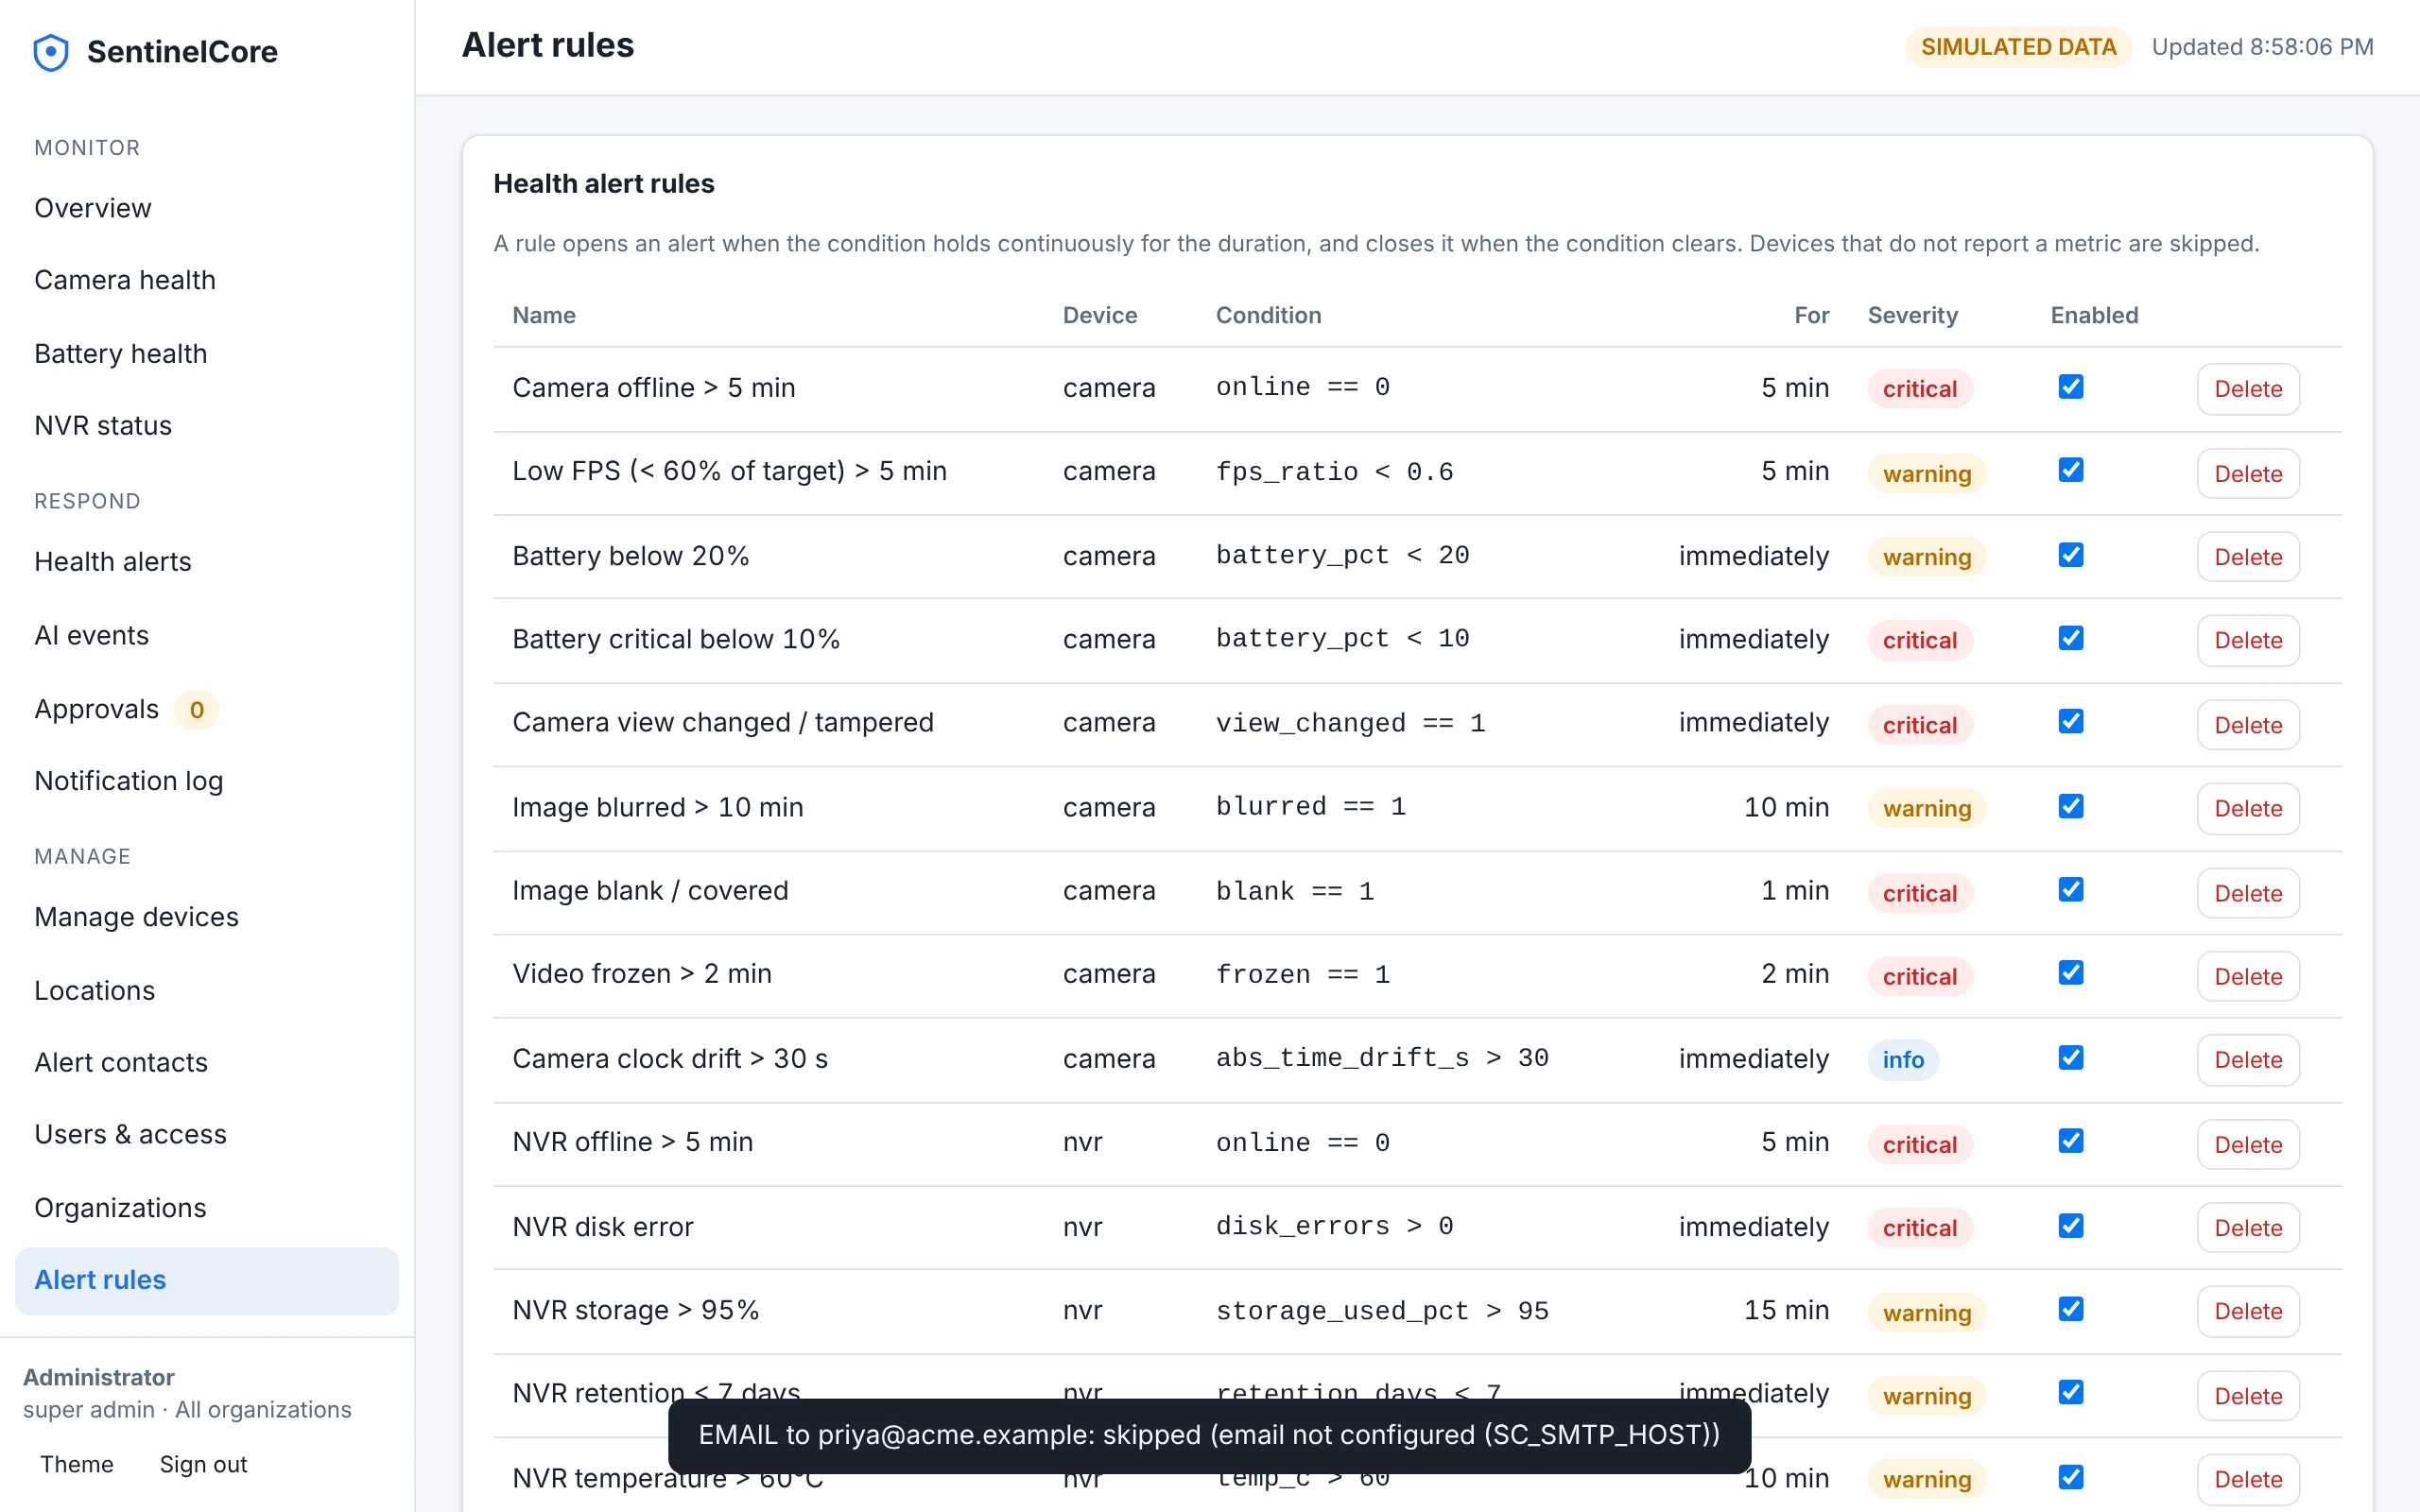 SentinelCore
MONITOR
Overview
Camera health
Battery health
NVR status
RESPOND
Health alerts
AI events
Approvals 0
Notification log
MANAGE
Manage devices
Locations
Alert contacts
Users & access
Organizations
Alert rules
Administrator
super admin · All organizations
Theme Sign out
Alert rules
SIMULATED DATA Updated 8:58:06 PM
Health alert rules
A rule opens an alert when the condition holds continuously for the duration, and closes it when the condition clears. Devices that do not report a metric are skipped.
Name Device Condition For Severity Enabled
Camera offline > 5 min camera online == 0 5 min critical Delete
Low FPS (< 60% of target) > 5 min camera fps_ratio < 0.6 5 min warning Delete
Battery below 20% camera battery_pct < 20 immediately warning Delete
Battery critical below 10% camera battery_pct < 10 immediately critical Delete
Camera view changed / tampered camera view_changed == 1 immediately critical Delete
Image blurred > 10 min camera blurred == 1 10 min warning Delete
Image blank / covered camera blank == 1 1 min critical Delete
Video frozen > 2 min camera frozen == 1 2 min critical Delete
Camera clock drift > 30 s camera abs_time_drift_s > 30 immediately info Delete
NVR offline > 5 min nvr online == 0 5 min critical Delete
NVR disk error nvr disk_errors > 0 immediately critical Delete
NVR storage > 95% nvr storage_used_pct > 95 15 min warning Delete
NVR retention < 7 days nvr retention_days < 7 immediately warning Delete
EMAIL to priya@acme.example: skipped (email not configured (SC_SMTP_HOST))
NVR temperature > 60°C nvr temp_c > 60 10 min warning Delete